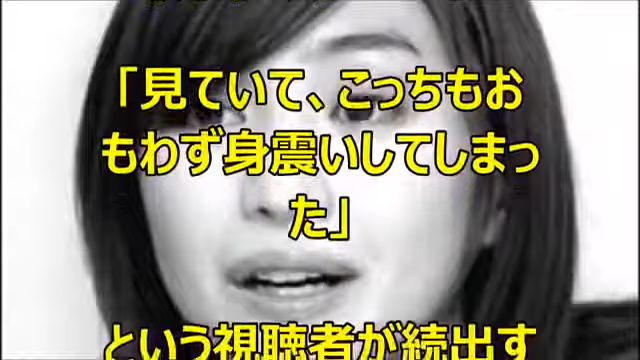 「見ていて、こっちもお
もわず身震いしてしまっ
た」
という視聴者が続出す